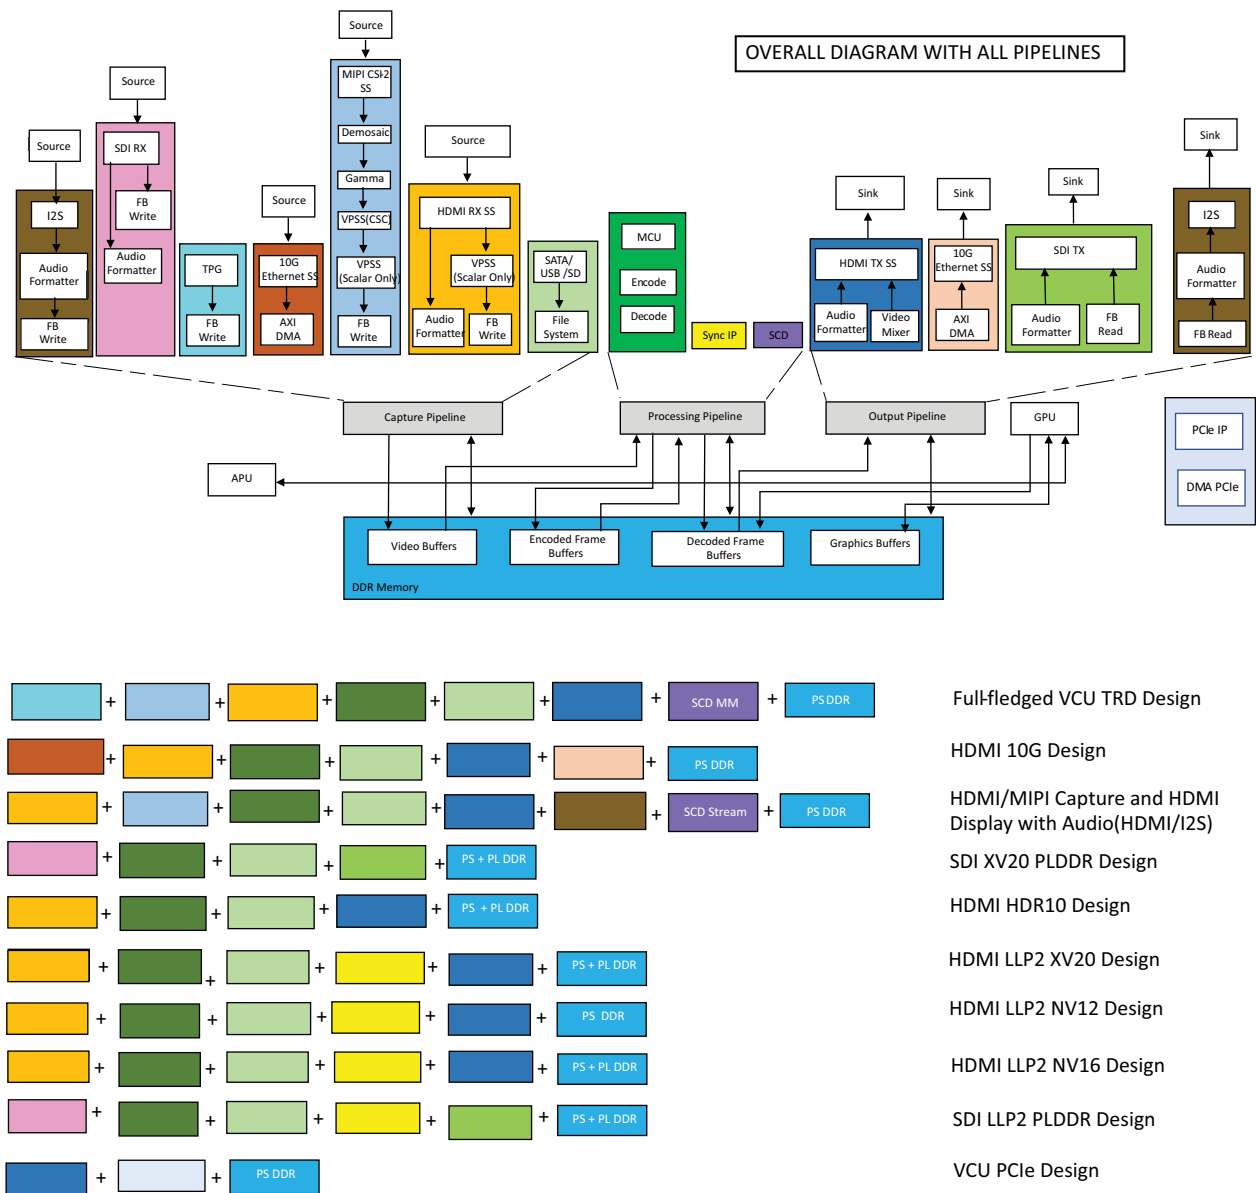 OVERALL DIAGRAM WITH ALL PIPELINES
Source
I2S
Audio
Formatter
FB
Write
Source
SDI RX
FB
Write
Audio
Formatter
TPG
FB
Write
Source
10G
Ethernet SS
AXI
DMA
Source
MIPI CSI-2
SS
Demosaic
Gamma
VPSS(CSC)
VPSS
(Scalar Only)
FB
Write
Source
HDMI RX SS
VPSS
(Scalar Only)
Audio
Formatter
FB
Write
SATA/
USB /SD
File
System
MCU
Encode
Decode
Sync IP
SCD
Sink
HDMI TX SS
Audio
Formatter
Video
Mixer
Sink
10G
Ethernet SS
AXI
DMA
Sink
SDI TX
Audio
Formatter
FB
Read
Sink
I2S
Audio
Formatter
FB Read
Capture Pipeline
Processing Pipeline
Output Pipeline
GPU
PCIe IP
DMA PCIe
APU
Video Buffers
Encoded Frame
Buffers
Decoded Frame
Buffers
Graphics Buffers
DDR Memory
+ + + + + + SCD MM + PS DDR Full-fledged VCU TRD Design
+ + + + + + PS DDR HDMI 10G Design
+ + + + + + SCD Stream + PS DDR HDMI/MIPI Capture and HDMI
Display with Audio(HDMI/I2S)
+ + + + PS + PL DDR SDI XV20 PLDDR Design
+ + + + PS + PL DDR HDMI HDR10 Design
+ + + + + PS + PL DDR HDMI LLP2 XV20 Design
+ + + + + PS DDR HDMI LLP2 NV12 Design
+ + + + + PS + PL DDR HDMI LLP2 NV16 Design
+ + + + + PS + PL DDR SDI LLP2 PLDDR Design
+ + PS DDR VCU PCIe Design